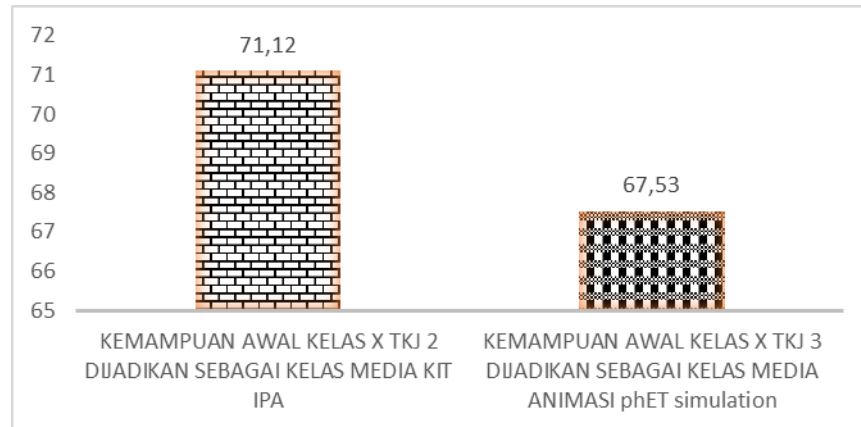 72
71
70
69
68
67
66
65
71,12
67,53
KEMAMPUAN AWAL KELAS X TKJ 2
DIJADIKAN SEBAGAI KELAS MEDIA KIT
IPA
KEMAMPUAN AWAL KELAS X TKJ 3
DIJADIKAN SEBAGAI KELAS MEDIA
ANIMASI phET simulation